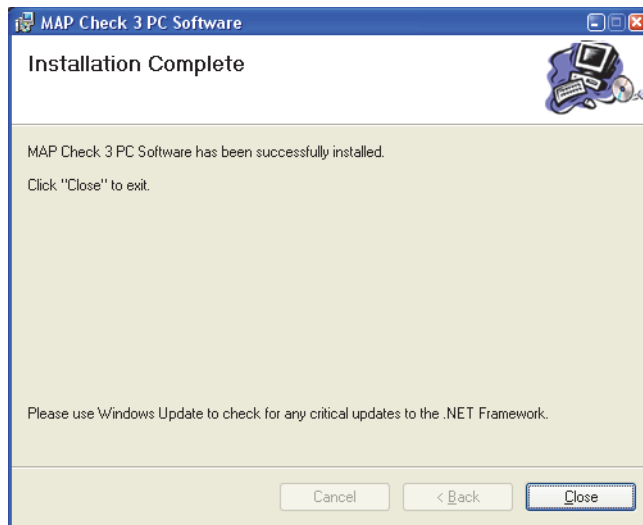 MAP Check 3 PC Software
Installation Complete
MAP Check 3 PC Software has been successfully installed.
Click "Close" to exit.
Please use Windows Update to check for any critical updates to the .NET Framework.
Cancel
< Back
Close